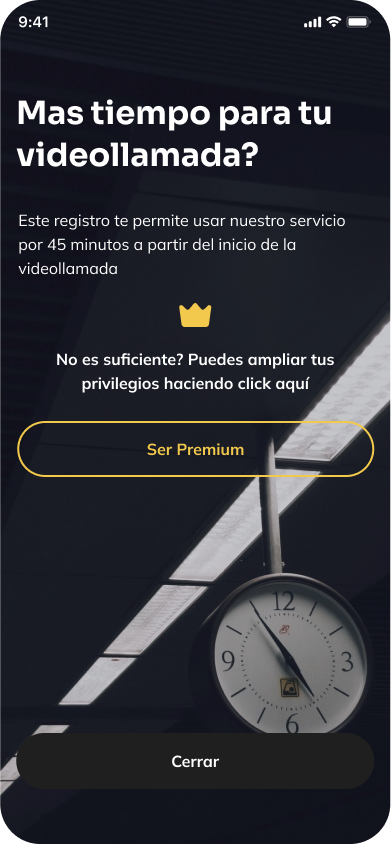 9:41
Mas tiempo para tu
videollamada?
Este registro te permite usar nuestro servicio
por 45 minutos a partir del inicio de la
videollamada
No es suficiente? Puedes ampliar tus
privilegios haciendo click aquí
Ser Premium
12
9
3
6
Cerrar